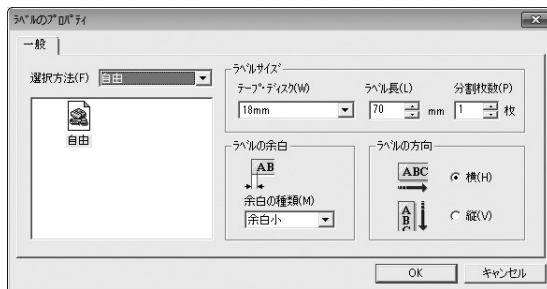 ﾗﾍﾞﾙのﾌﾟﾛﾊﾟﾃｨ
一般
選択方法(F)
自由
自由
ﾗﾍﾞﾙｻｲｽﾞ
ﾃｰﾌﾟ･ﾃﾞｨｽｸ(W)
ﾗﾍﾞﾙ長(L)
分割枚数(P)
18mm
70 mm
1 枚
ﾗﾍﾞﾙの余白
AB
余白の種類(M)
余白小
ﾗﾍﾞﾙの方向
ABC
横(H)
ABC
縦(V)
OK
キャンセル